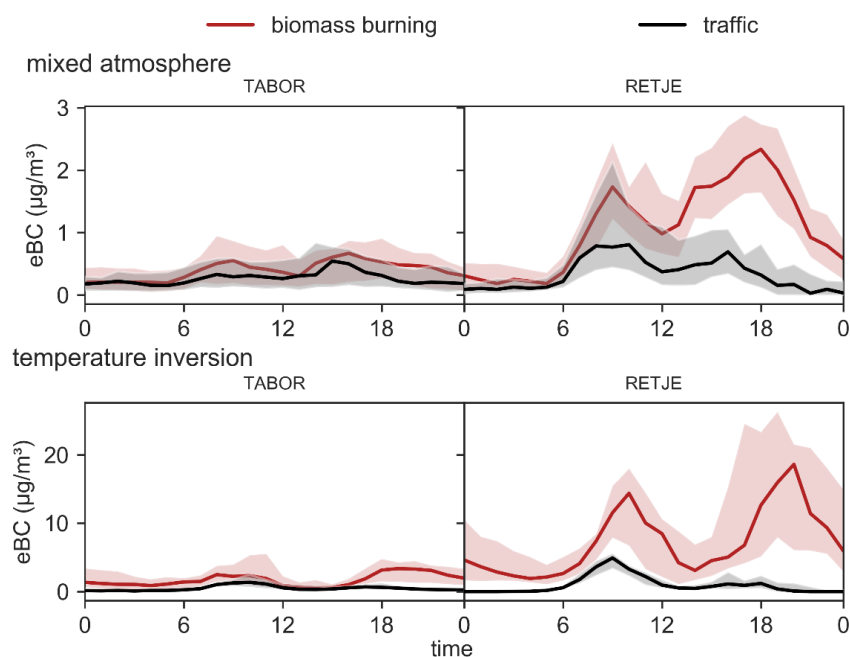 biomass burning traffic
mixed atmosphere
TABOR RETJE
3
2
1
0
eBC (μg/m³)
0 6 12 18 0 6 12 18 0
temperature inversion
TABOR RETJE
20
10
0
eBC (μg/m³)
0 6 12 18 0 6 12 18 0
time